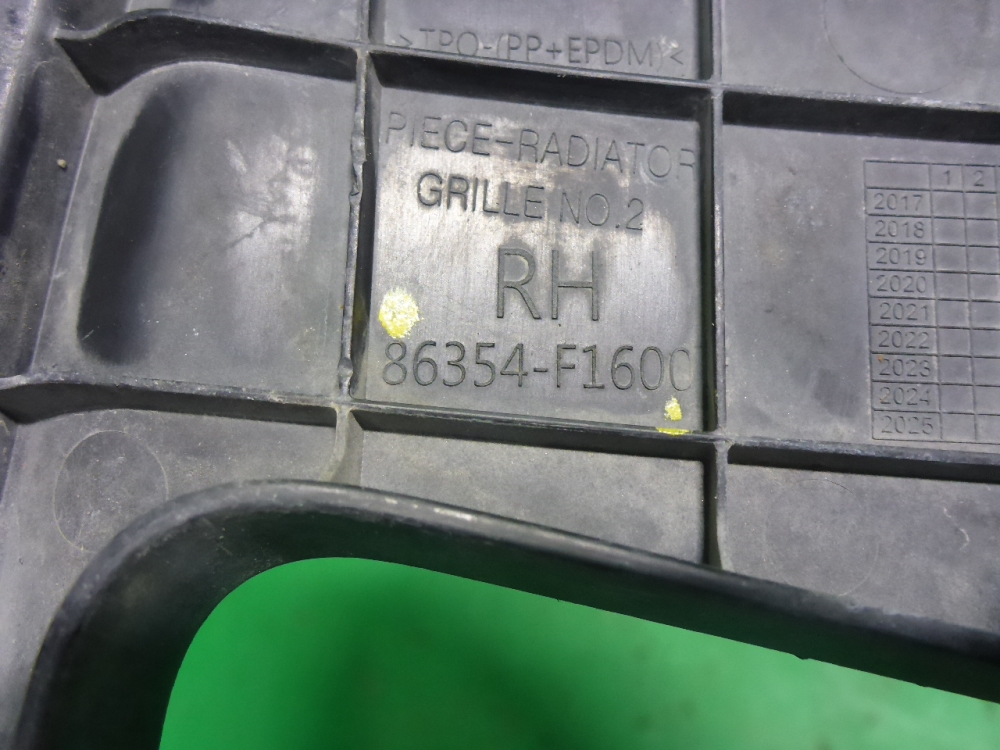 >TPO-(PP+EPDM)<
PIECE-RADIATOR
GRILLE NO.2
RH
86354-F1600
1 2
2017
2018
2019
2020
2021
2022
2023
2024
2025